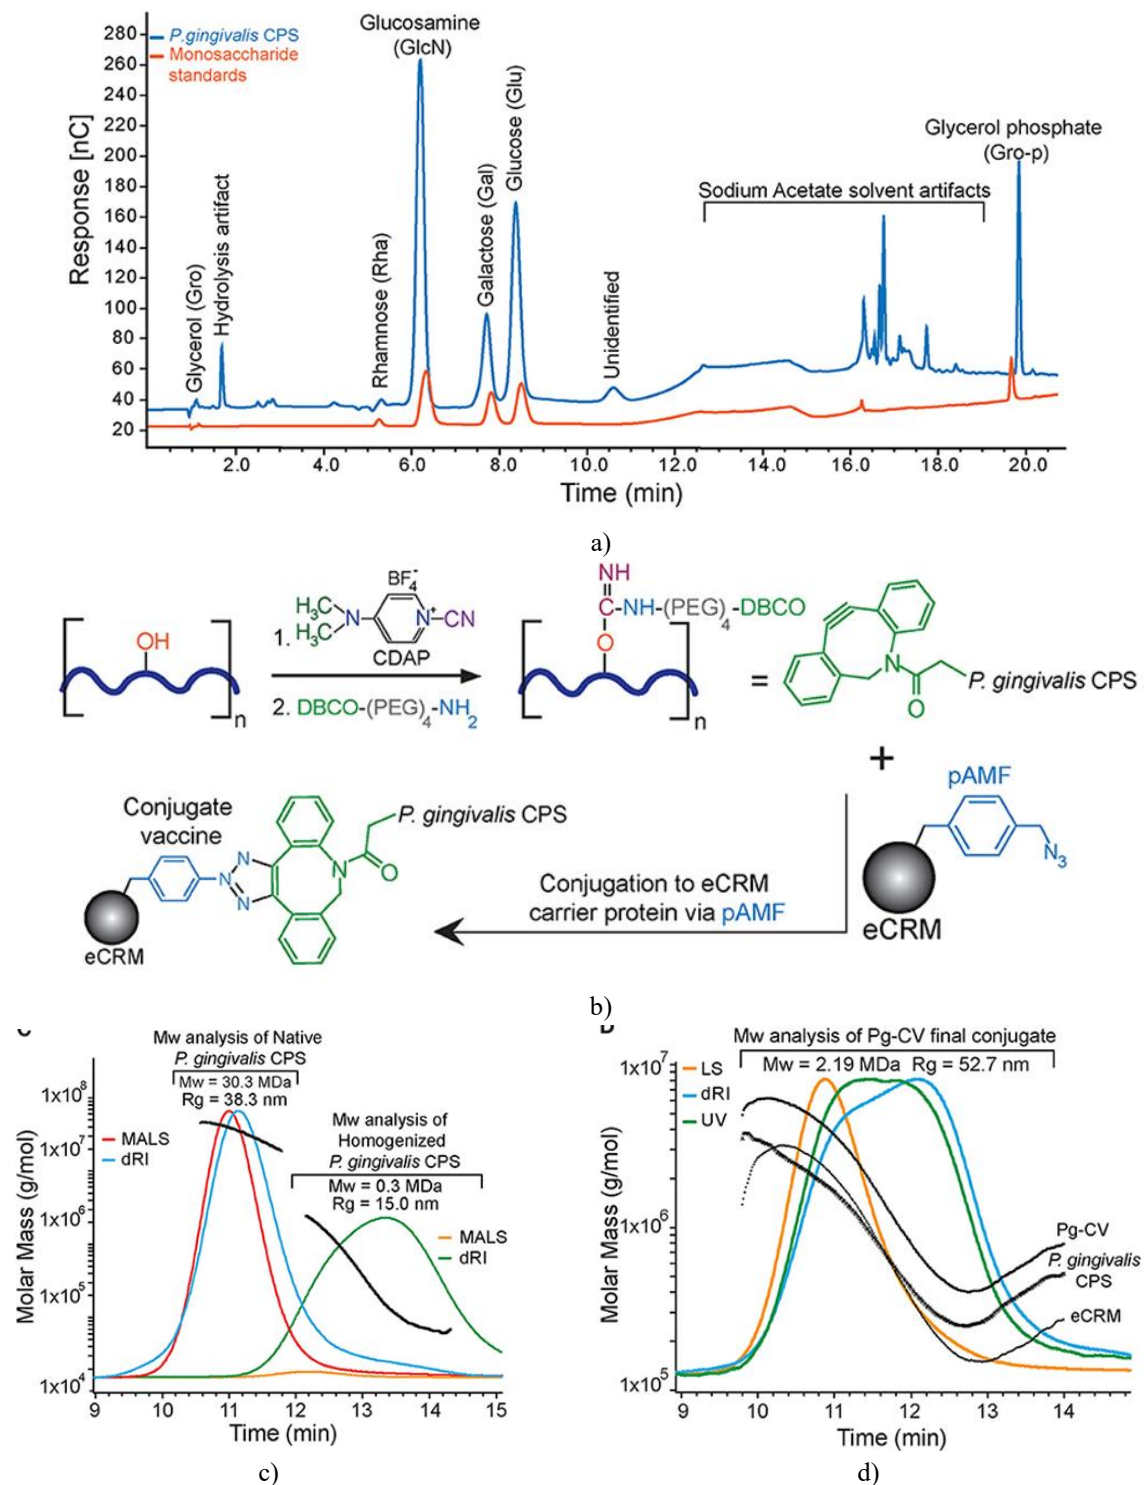 Glucosamine
(GlcN)
P.gingivalis CPS
Monosaccharide
standards
Glycerol (Gro)
Hydrolysis artifact
Rhamnose (Rha)
Galactose (Gal)
Glucose (Glu)
Unidentified
Sodium Acetate solvent artifacts
Glycerol phosphate
(Gro-p)
Response [nC]
280
260
240
220
200
180
160
140
120
100
80
60
40
20
2.0 4.0 6.0 8.0 10.0 12.0 14.0 16.0 18.0 20.0
Time (min)
a)
OH
n
BF4-
H3C
H3C
N
N+
CN
1.
CDAP
2. DBCO-(PEG)4-NH2
NH
C-NH-(PEG)4-DBCO
O
n
=
N
O
P. gingivalis CPS
+
pAMF
N3
eCRM
Conjugation to eCRM
carrier protein via pAMF
Conjugate
vaccine
P. gingivalis CPS
N
O
N
N
N
eCRM
b)
Mw analysis of Native
P. gingivalis CPS
Mw = 30.3 MDa
Rg = 38.3 nm
Mw analysis of
Homogenized
P. gingivalis CPS
Mw = 0.3 MDa
Rg = 15.0 nm
MALS
dRI
MALS
dRI
Molar Mass (g/mol)
1x10^8
1x10^7
1x10^6
1x10^5
1x10^4
9 10 11 12 13 14 15
Time (min)
c)
Mw analysis of Pg-CV final conjugate
Mw = 2.19 MDa Rg = 52.7 nm
LS
dRI
UV
Molar Mass (g/mol)
1x10^7
1x10^6
1x10^5
Pg-CV
P. gingivalis
CPS
eCRM
9 10 11 12 13 14
Time (min)
d)